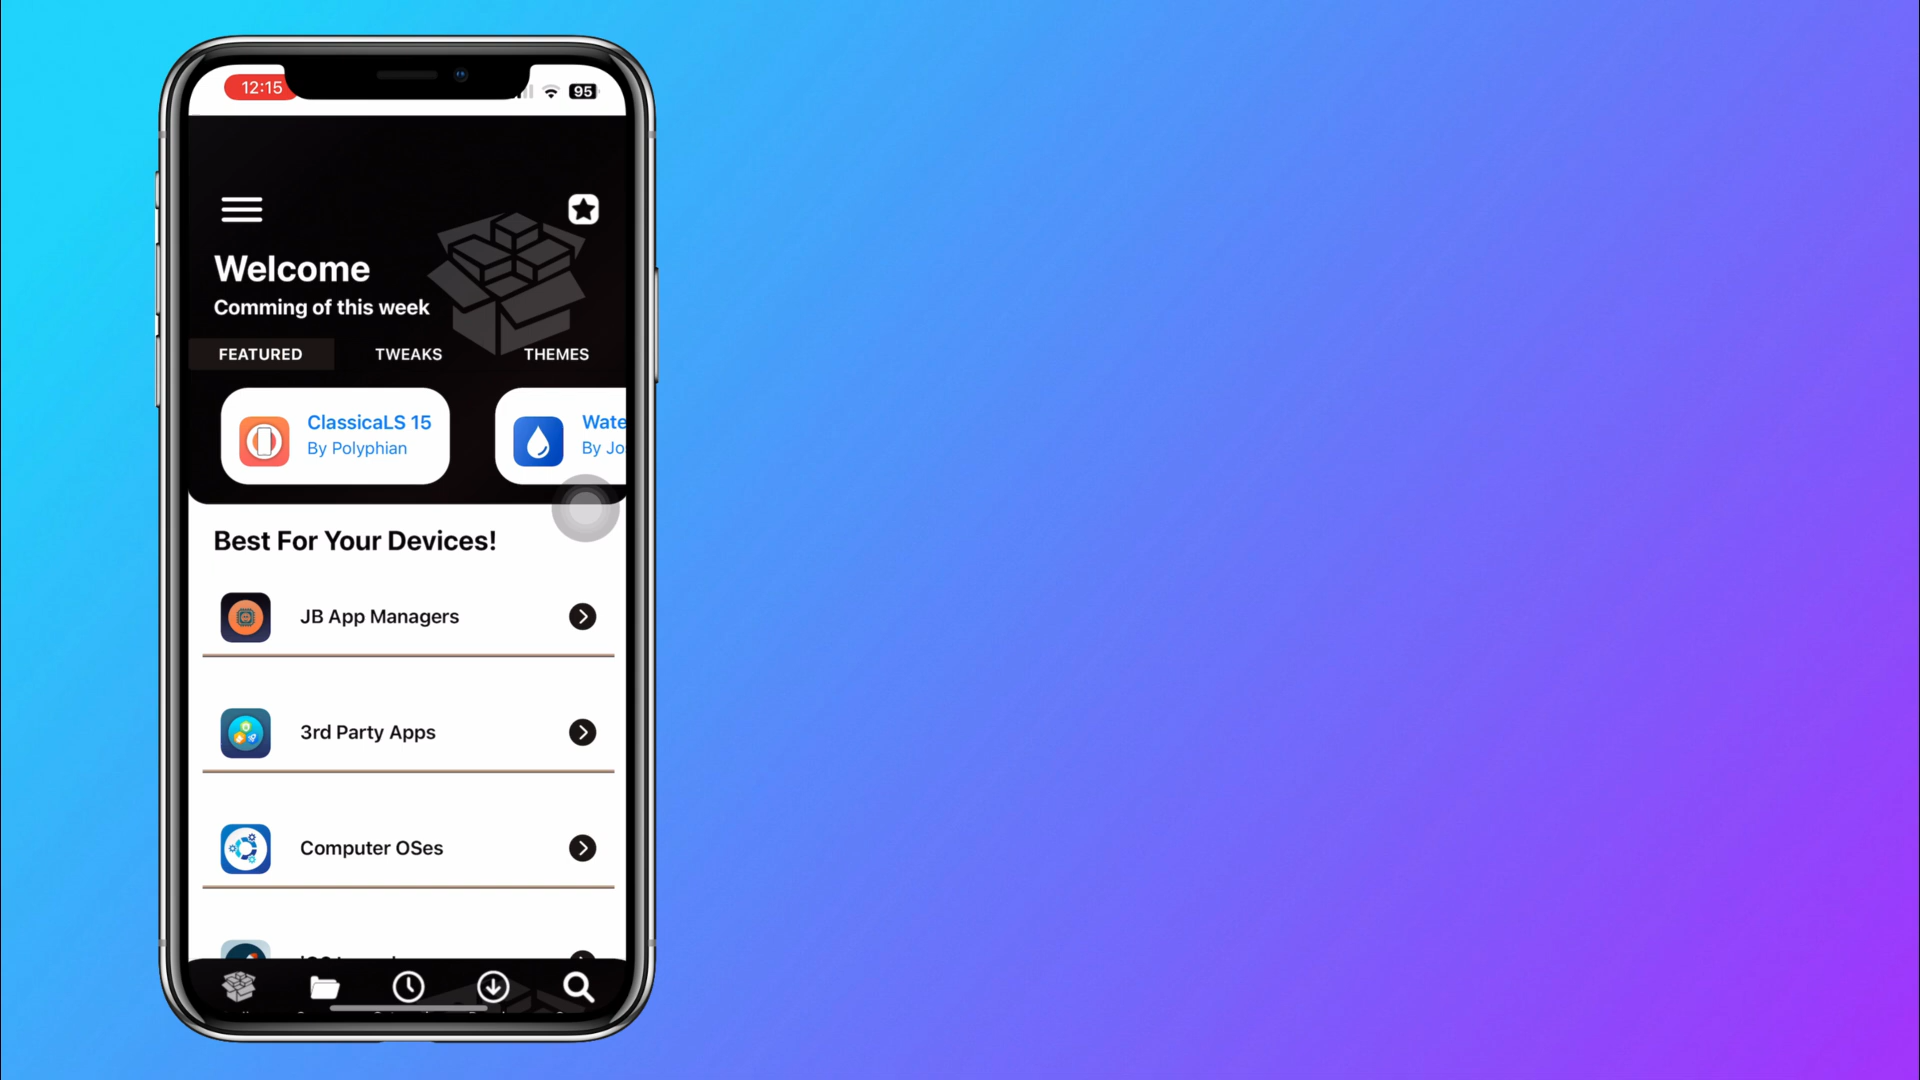 12:15
95
Welcome
Comming of this week
FEATURED
TWEAKS
THEMES
ClassicaLS 15
By Polyphian
Wate
By Jo
Best For Your Devices!
JB App Managers
3rd Party Apps
Computer OSes